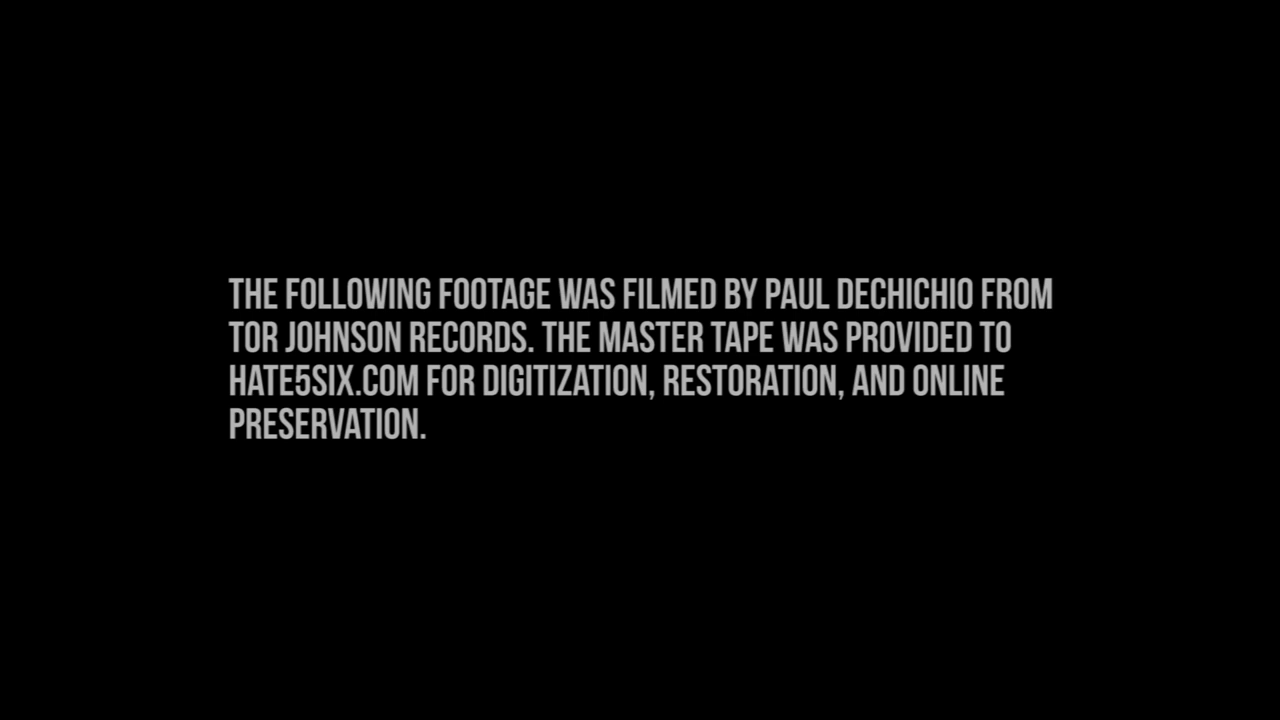 THE FOLLOWING FOOTAGE WAS FILMED BY PAUL DECHICHIO FROM
TOR JOHNSON RECORDS. THE MASTER TAPE WAS PROVIDED TO
HATE5SIX.COM FOR DIGITIZATION, RESTORATION, AND ONLINE
PRESERVATION.